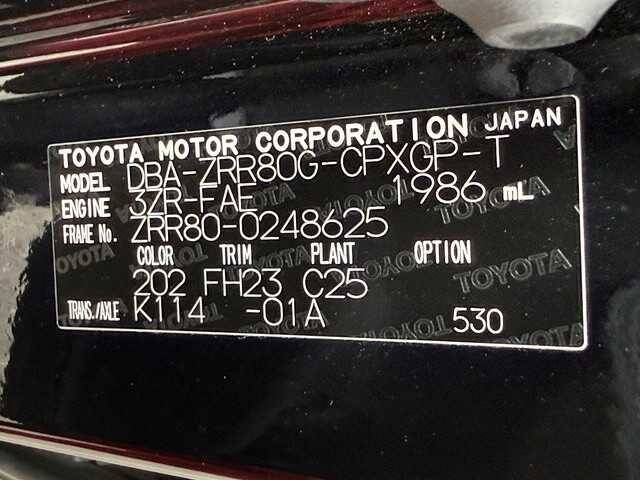 TOYOTA MOTOR CORPORATION JAPAN
MODEL DBA-ZRR80G-CPXGP-T
ENGINE 3ZR-FAE 1986 mL
FRAME No. ZRR80-0248625
COLOR TRIM PLANT OPTION
202 FH23 C25
TRANS./AXLE K114 -01A 530